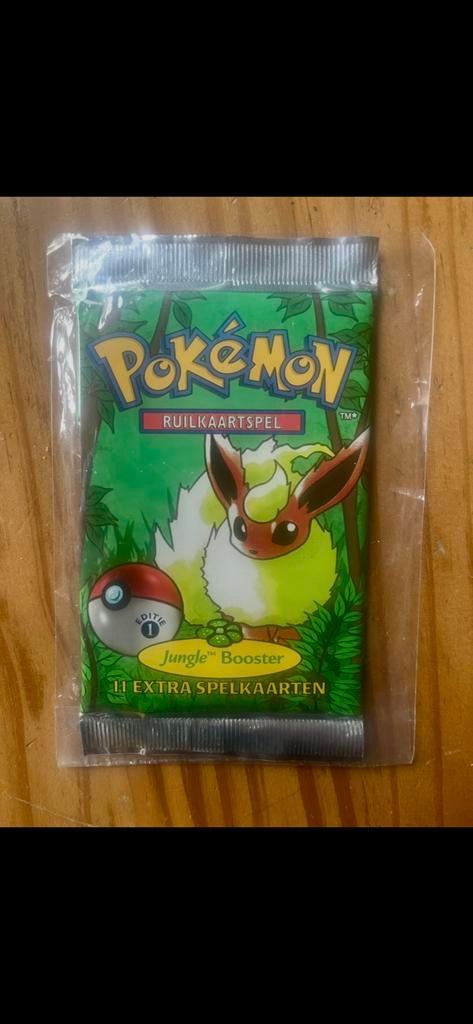 POKéMON
TM*
RUILKAARTSPEL
EDITIE
1
Jungle™ Booster
11 EXTRA SPELKAARTEN